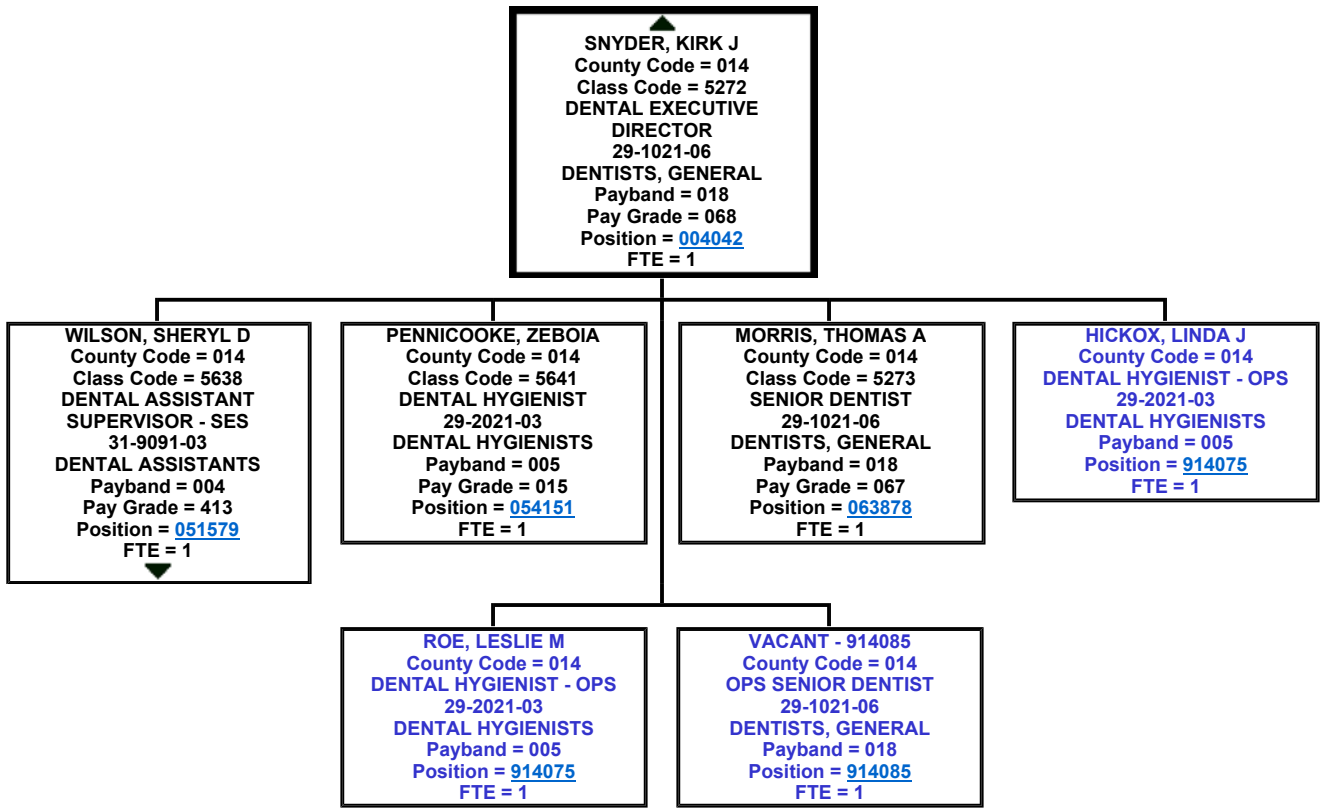 SNYDER, KIRK J
County Code = 014
Class Code = 5272
DENTAL EXECUTIVE
DIRECTOR
29-1021-06
DENTISTS, GENERAL
Payband = 018
Pay Grade = 068
Position = 004042
FTE = 1
WILSON, SHERYL D
County Code = 014
Class Code = 5638
DENTAL ASSISTANT
SUPERVISOR - SES
31-9091-03
DENTAL ASSISTANTS
Payband = 004
Pay Grade = 413
Position = 051579
FTE = 1
PENNICOOKE, ZEBOIA
County Code = 014
Class Code = 5641
DENTAL HYGIENIST
29-2021-03
DENTAL HYGIENISTS
Payband = 005
Pay Grade = 015
Position = 054151
FTE = 1
MORRIS, THOMAS A
County Code = 014
Class Code = 5273
SENIOR DENTIST
29-1021-06
DENTISTS, GENERAL
Payband = 018
Pay Grade = 067
Position = 063878
FTE = 1
HICKOX, LINDA J
County Code = 014
DENTAL HYGIENIST - OPS
29-2021-03
DENTAL HYGIENISTS
Payband = 005
Position = 914075
FTE = 1
ROE, LESLIE M
County Code = 014
DENTAL HYGIENIST - OPS
29-2021-03
DENTAL HYGIENISTS
Payband = 005
Position = 914075
FTE = 1
VACANT - 914085
County Code = 014
OPS SENIOR DENTIST
29-1021-06
DENTISTS, GENERAL
Payband = 018
Position = 914085
FTE = 1